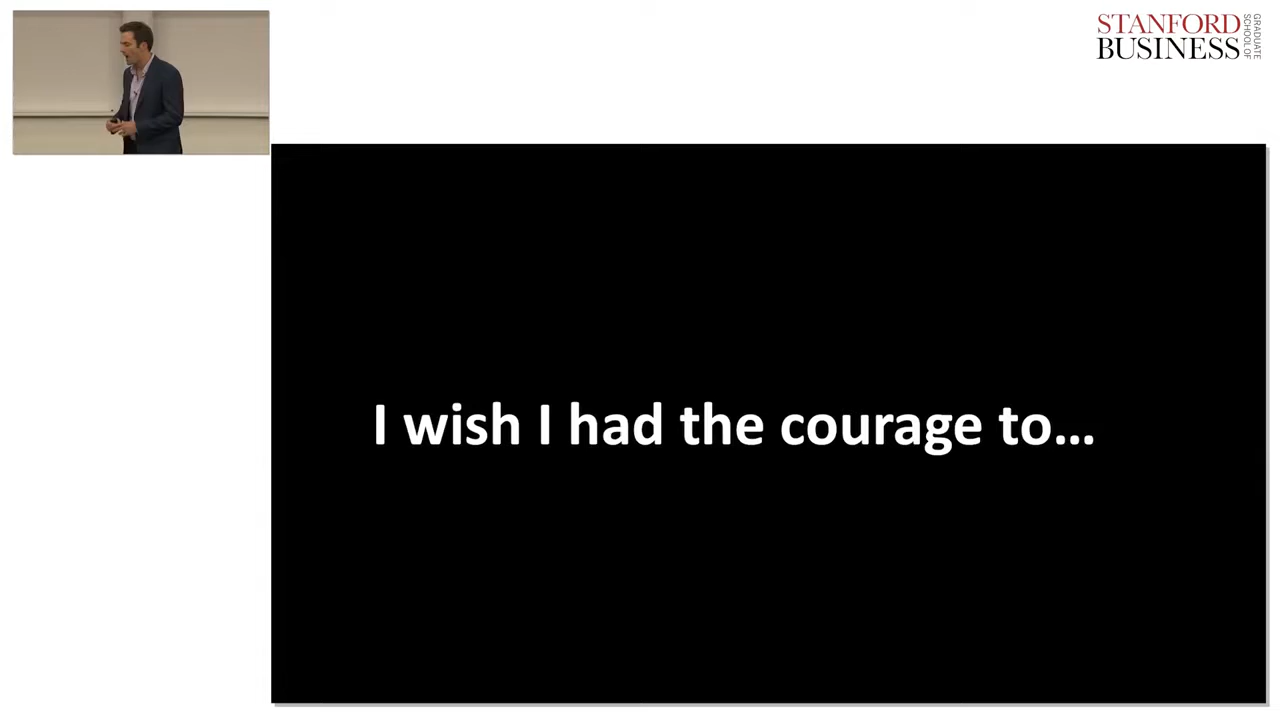 STANFORD
BUSINESS
GRADUATE
SCHOOL OF
I wish I had the courage to...